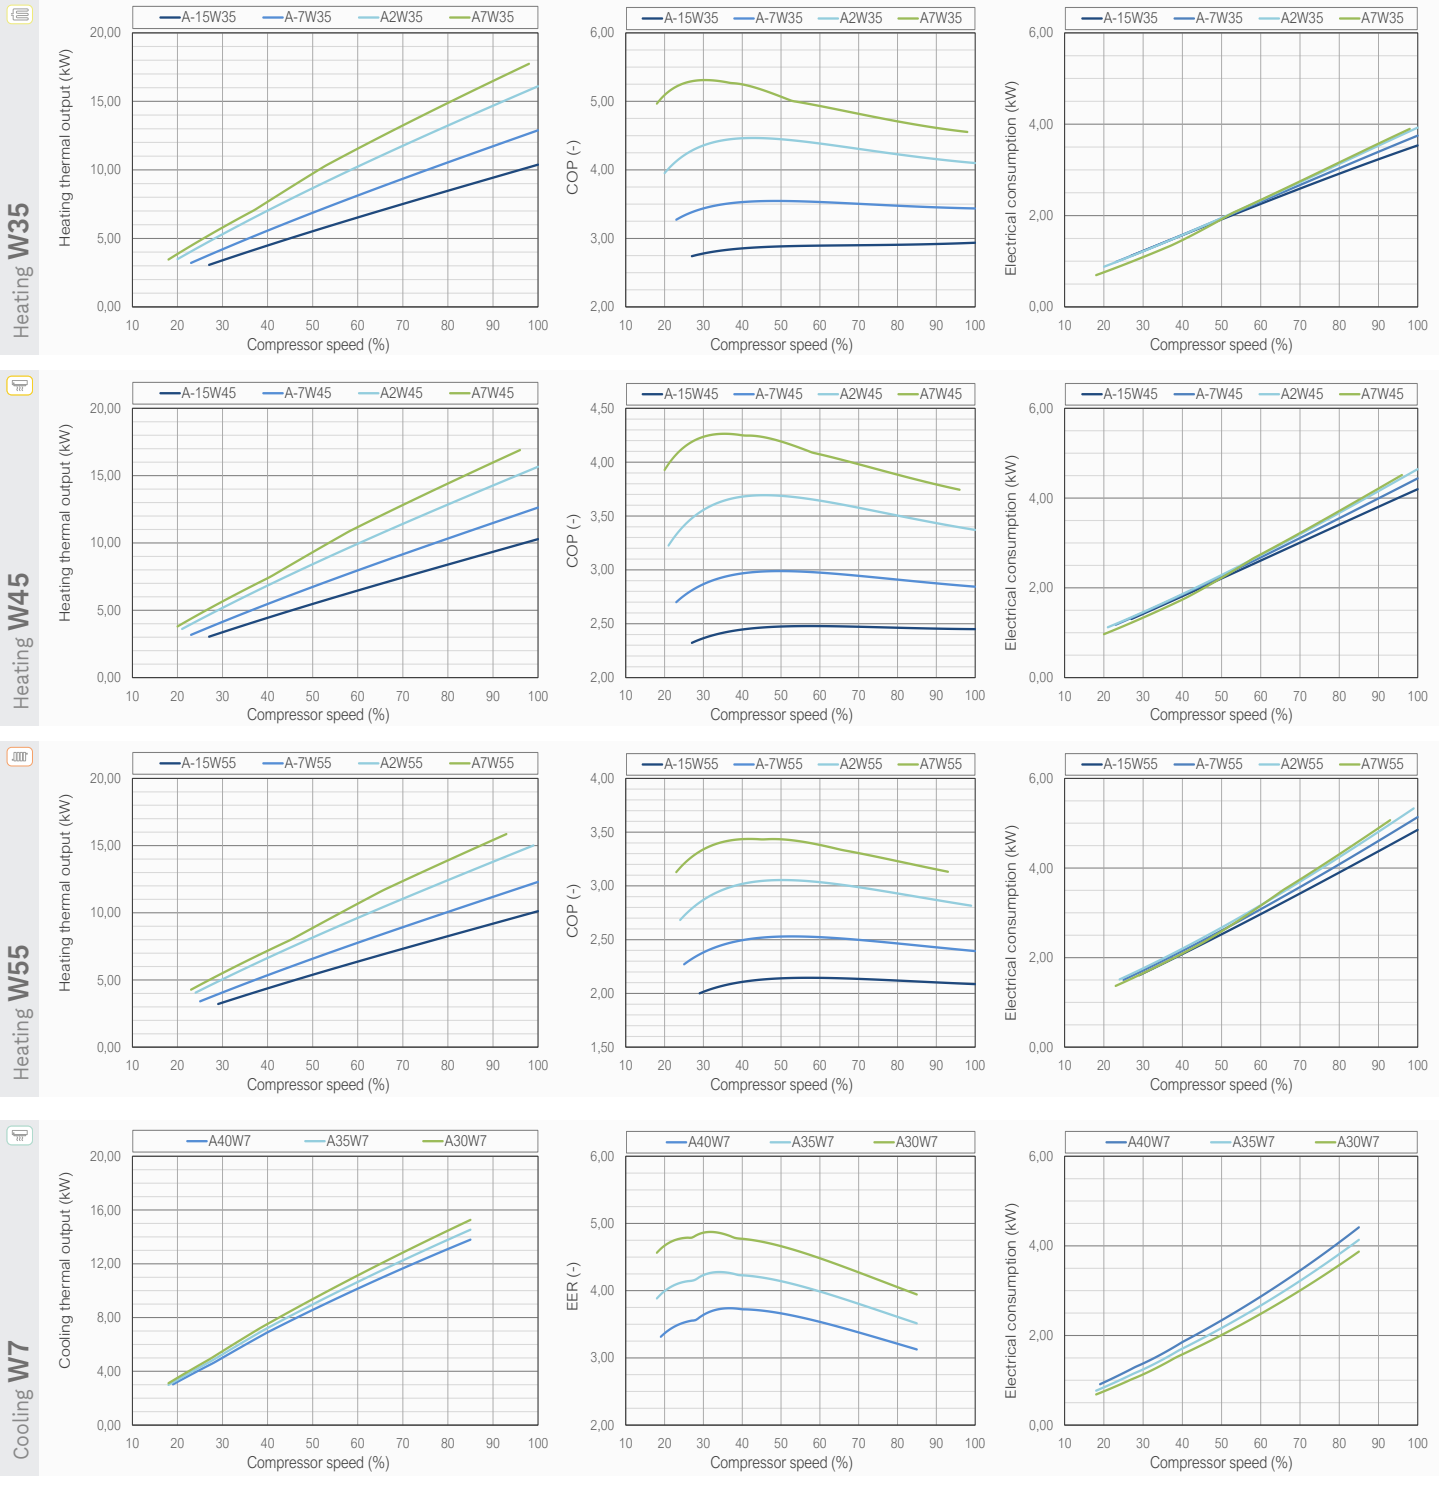 Heating W35
A-15W35 A-7W35 A2W35 A7W35
Heating thermal output (kW)
20,00
15,00
10,00
5,00
0,00
10 20 30 40 50 60 70 80 90 100
Compressor speed (%)
A-15W35 A-7W35 A2W35 A7W35
COP (-)
6,00
5,00
4,00
3,00
2,00
10 20 30 40 50 60 70 80 90 100
Compressor speed (%)
A-15W35 A-7W35 A2W35 A7W35
Electrical consumption (kW)
6,00
4,00
2,00
0,00
10 20 30 40 50 60 70 80 90 100
Compressor speed (%)
Heating W45
A-15W45 A-7W45 A2W45 A7W45
Heating thermal output (kW)
20,00
15,00
10,00
5,00
0,00
10 20 30 40 50 60 70 80 90 100
Compressor speed (%)
A-15W45 A-7W45 A2W45 A7W45
COP (-)
4,50
4,00
3,50
3,00
2,50
2,00
10 20 30 40 50 60 70 80 90 100
Compressor speed (%)
A-15W45 A-7W45 A2W45 A7W45
Electrical consumption (kW)
6,00
4,00
2,00
0,00
10 20 30 40 50 60 70 80 90 100
Compressor speed (%)
Heating W55
A-15W55 A-7W55 A2W55 A7W55
Heating thermal output (kW)
20,00
15,00
10,00
5,00
0,00
10 20 30 40 50 60 70 80 90 100
Compressor speed (%)
A-15W55 A-7W55 A2W55 A7W55
COP (-)
4,00
3,50
3,00
2,50
2,00
1,50
10 20 30 40 50 60 70 80 90 100
Compressor speed (%)
A-15W55 A-7W55 A2W55 A7W55
Electrical consumption (kW)
6,00
4,00
2,00
0,00
10 20 30 40 50 60 70 80 90 100
Compressor speed (%)
Cooling W7
A40W7 A35W7 A30W7
Cooling thermal output (kW)
20,00
16,00
12,00
8,00
4,00
0,00
10 20 30 40 50 60 70 80 90 100
Compressor speed (%)
A40W7 A35W7 A30W7
EER (-)
6,00
5,00
4,00
3,00
2,00
10 20 30 40 50 60 70 80 90 100
Compressor speed (%)
A40W7 A35W7 A30W7
Electrical consumption (kW)
6,00
4,00
2,00
0,00
10 20 30 40 50 60 70 80 90 100
Compressor speed (%)